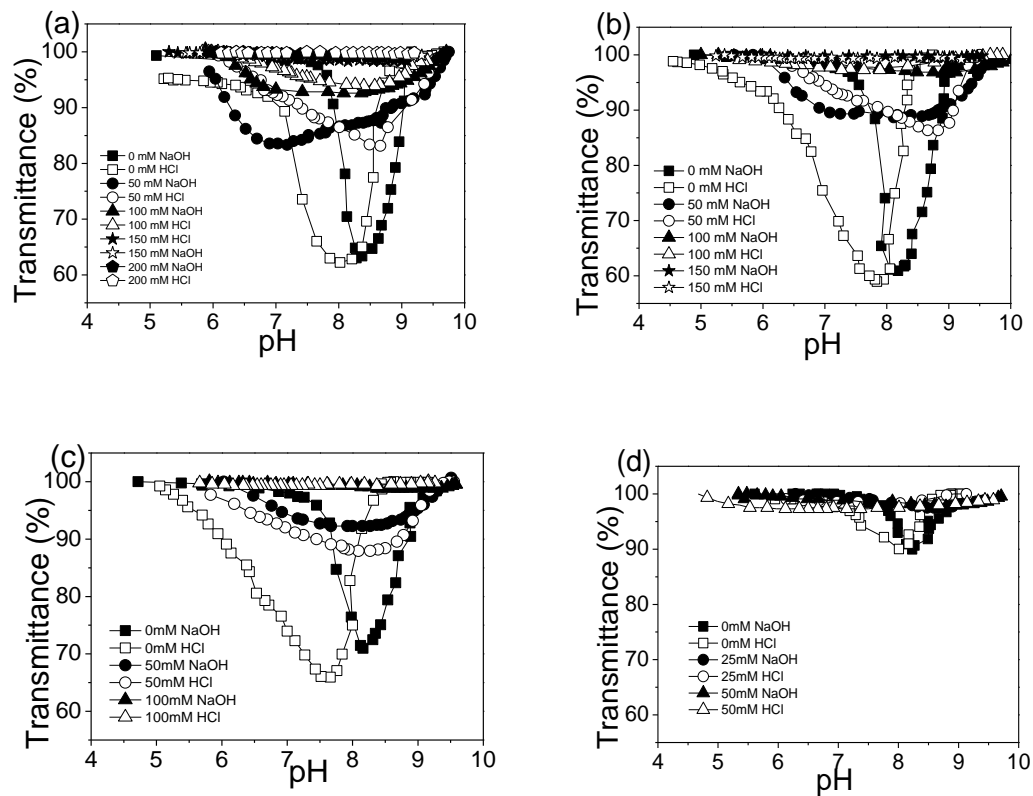 (a)
Transmittance (%)
100
90
80
70
60
0 mM NaOH
0 mM HCl
50 mM NaOH
50 mM HCl
100 mM NaOH
100 mM HCl
150 mM HCl
150 mM NaOH
200 mM NaOH
200 mM HCl
4 5 6 7 8 9 10
pH
(b)
Transmittance (%)
100
90
80
70
60
0 mM NaOH
0 mM HCl
50 mM NaOH
50 mM HCl
100 mM NaOH
100 mM HCl
150 mM NaOH
150 mM HCl
4 5 6 7 8 9 10
pH
(c)
Transmittance (%)
100
90
80
70
60
0mM NaOH
0mM HCl
50mM NaOH
50mM HCl
100mM NaOH
100mM HCl
4 5 6 7 8 9 10
pH
(d)
Transmittance (%)
100
90
80
70
60
0mM NaOH
0mM HCl
25mM NaOH
25mM HCl
50mM NaOH
50mM HCl
4 5 6 7 8 9 10
pH